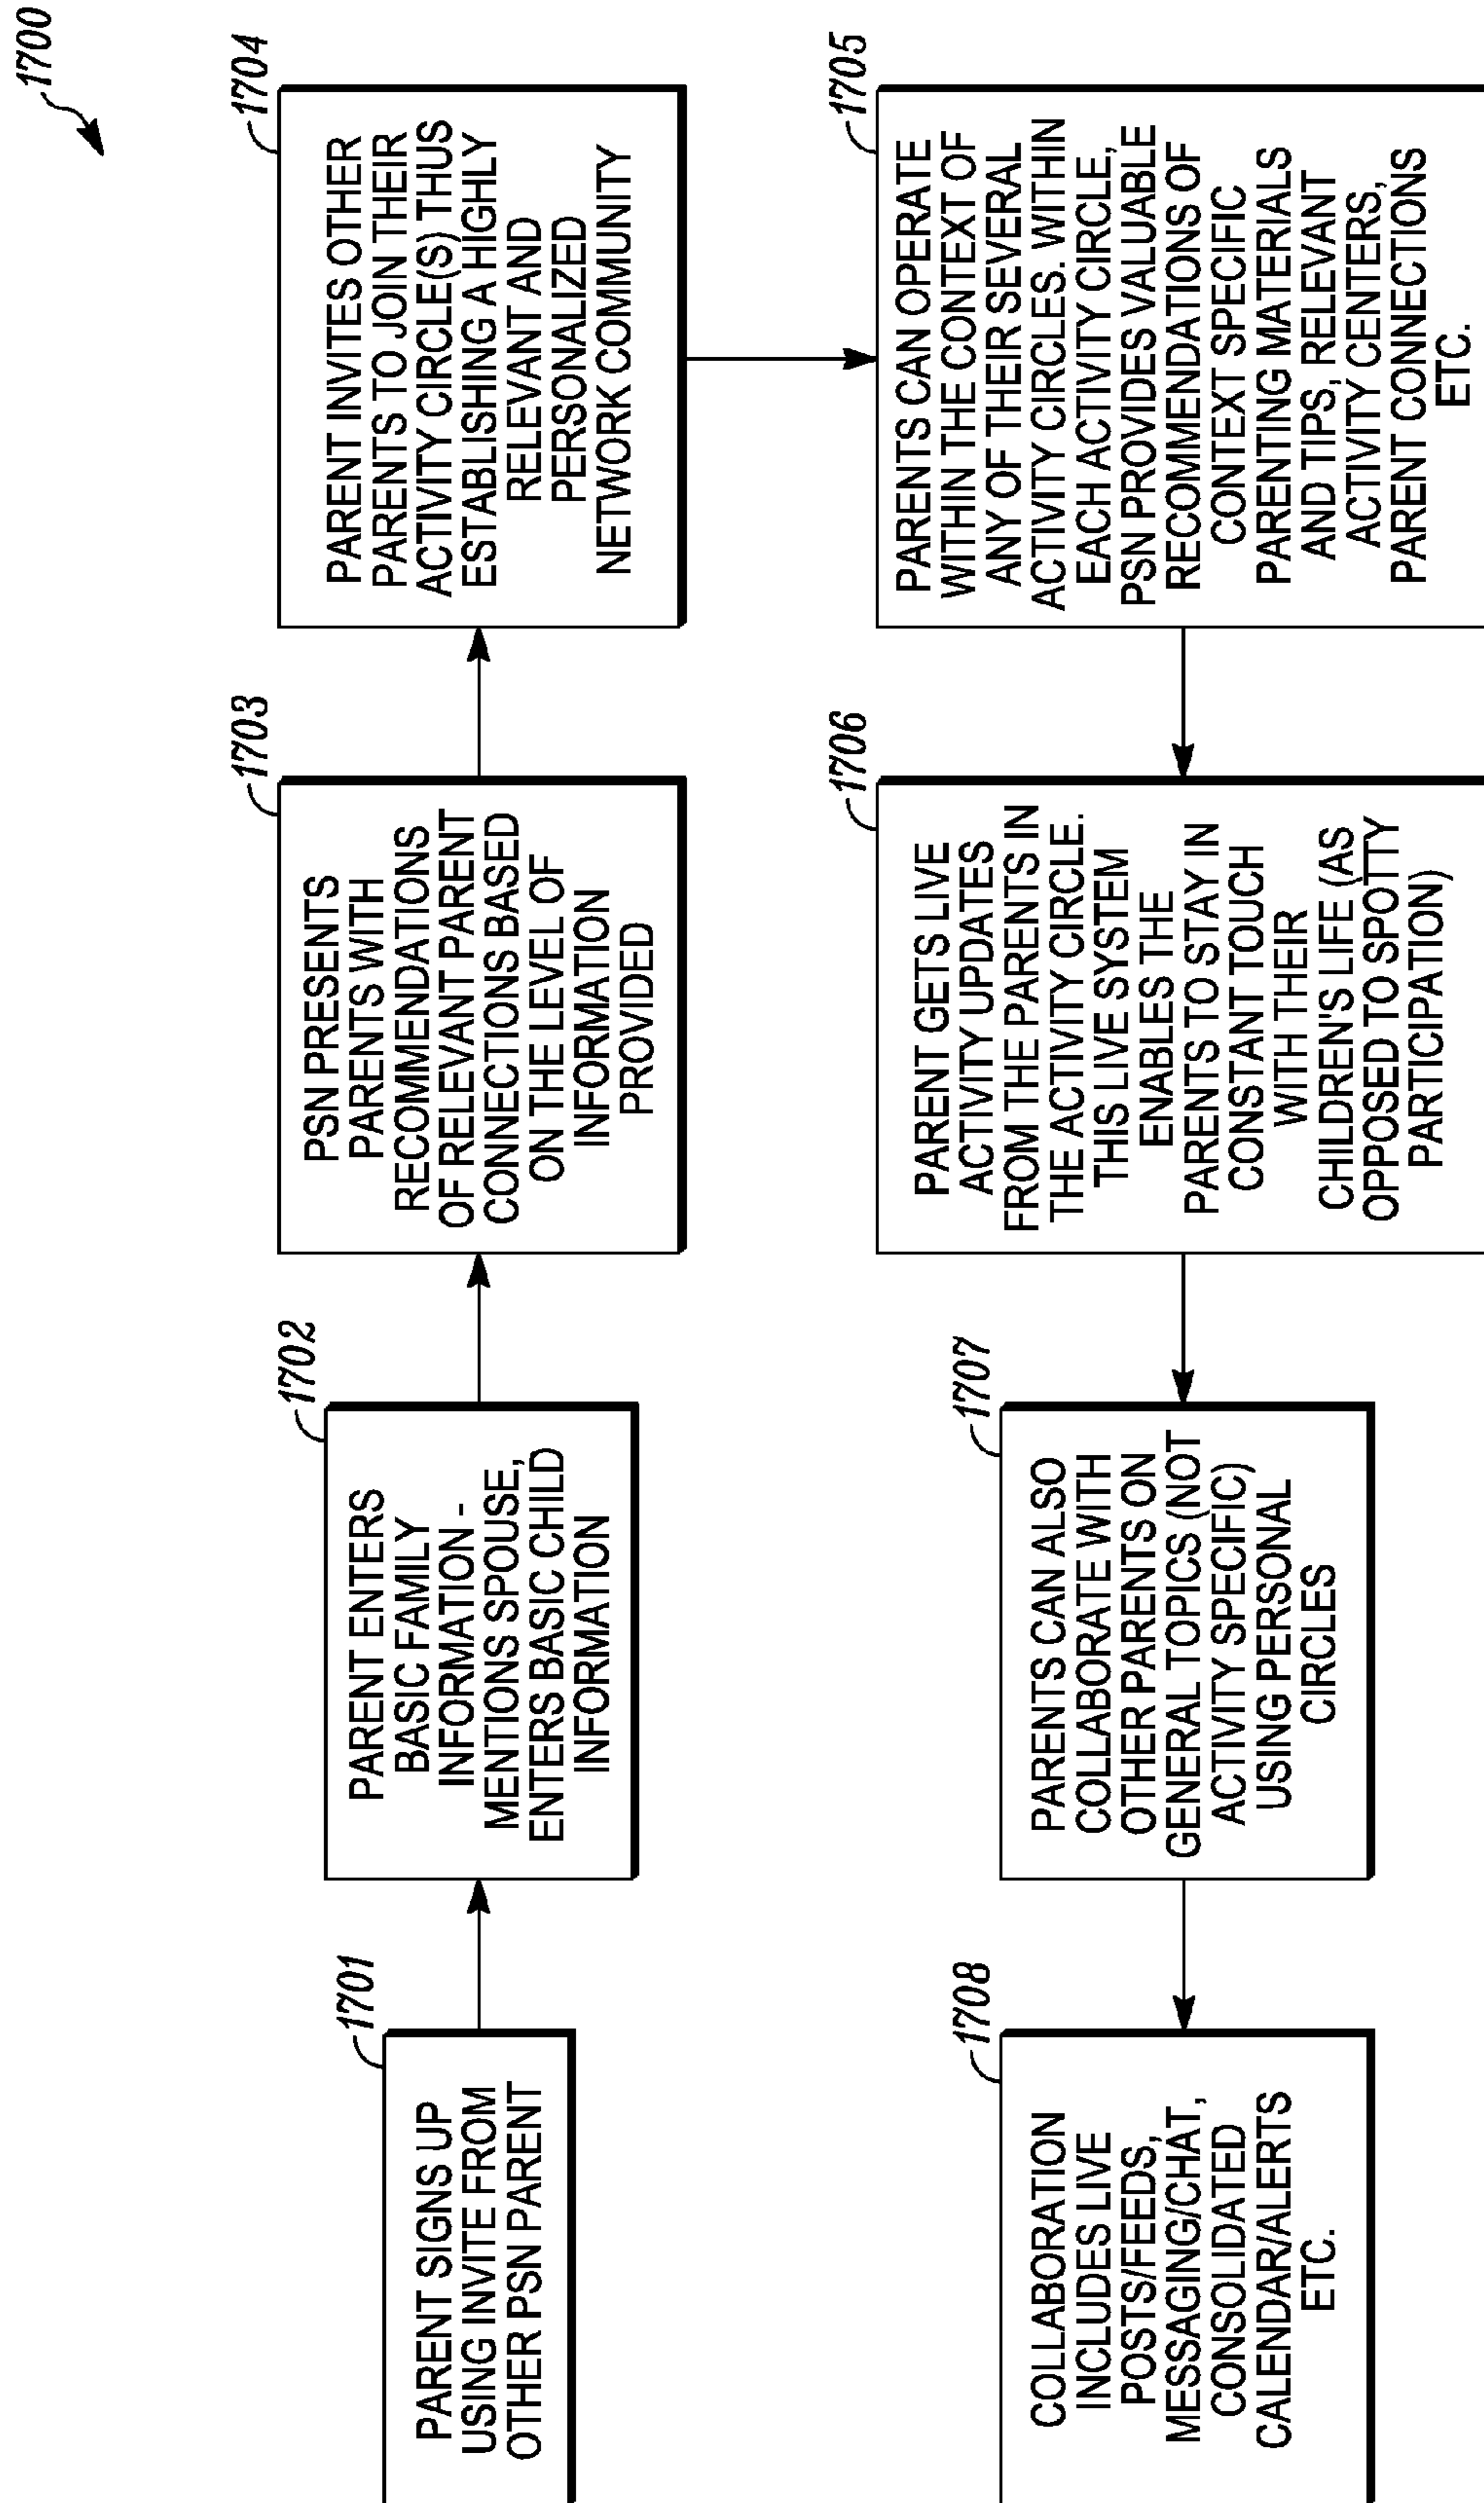 1700
1701
PARENT SIGNS UP
USING INVITE FROM
OTHER PSN PARENT
1702
PARENT ENTERS
BASIC FAMILY
INFORMATION -
MENTIONS SPOUSE,
ENTERS BASIC CHILD
INFORMATION
1703
PSN PRESENTS
PARENTS WITH
RECOMMENDATIONS
OF RELEVANT PARENT
CONNECTIONS BASED
ON THE LEVEL OF
INFORMATION
PROVIDED
1704
PARENT INVITES OTHER
PARENTS TO JOIN THEIR
ACTIVITY CIRCLE(S) THUS
ESTABLISHING A HIGHLY
RELEVANT AND
PERSONALIZED
NETWORK COMMUNITY
1705
PARENTS CAN OPERATE
WITHIN THE CONTEXT OF
ANY OF THEIR SEVERAL
ACTIVITY CIRCLES. WITHIN
EACH ACTIVITY CIRCLE,
PSN PROVIDES VALUABLE
RECOMMENDATIONS OF
CONTEXT SPECIFIC
PARENTING MATERIALS
AND TIPS, RELEVANT
ACTIVITY CENTERS,
PARENT CONNECTIONS
ETC.
1706
PARENT GETS LIVE
ACTIVITY UPDATES
FROM THE PARENTS IN
THE ACTIVITY CIRCLE.
THIS LIVE SYSTEM
ENABLES THE
PARENTS TO STAY IN
CONSTANT TOUCH
WITH THEIR
CHILDREN'S LIFE (AS
OPPOSED TO SPOTTY
PARTICIPATION)
1707
PARENTS CAN ALSO
COLLABORATE WITH
OTHER PARENTS ON
GENERAL TOPICS (NOT
ACTIVITY SPECIFIC)
USING PERSONAL
CIRCLES
1708
COLLABORATION
INCLUDES LIVE
POSTS/FEEDS,
MESSAGING/CHAT,
CONSOLIDATED
CALENDAR/ALERTS
ETC.